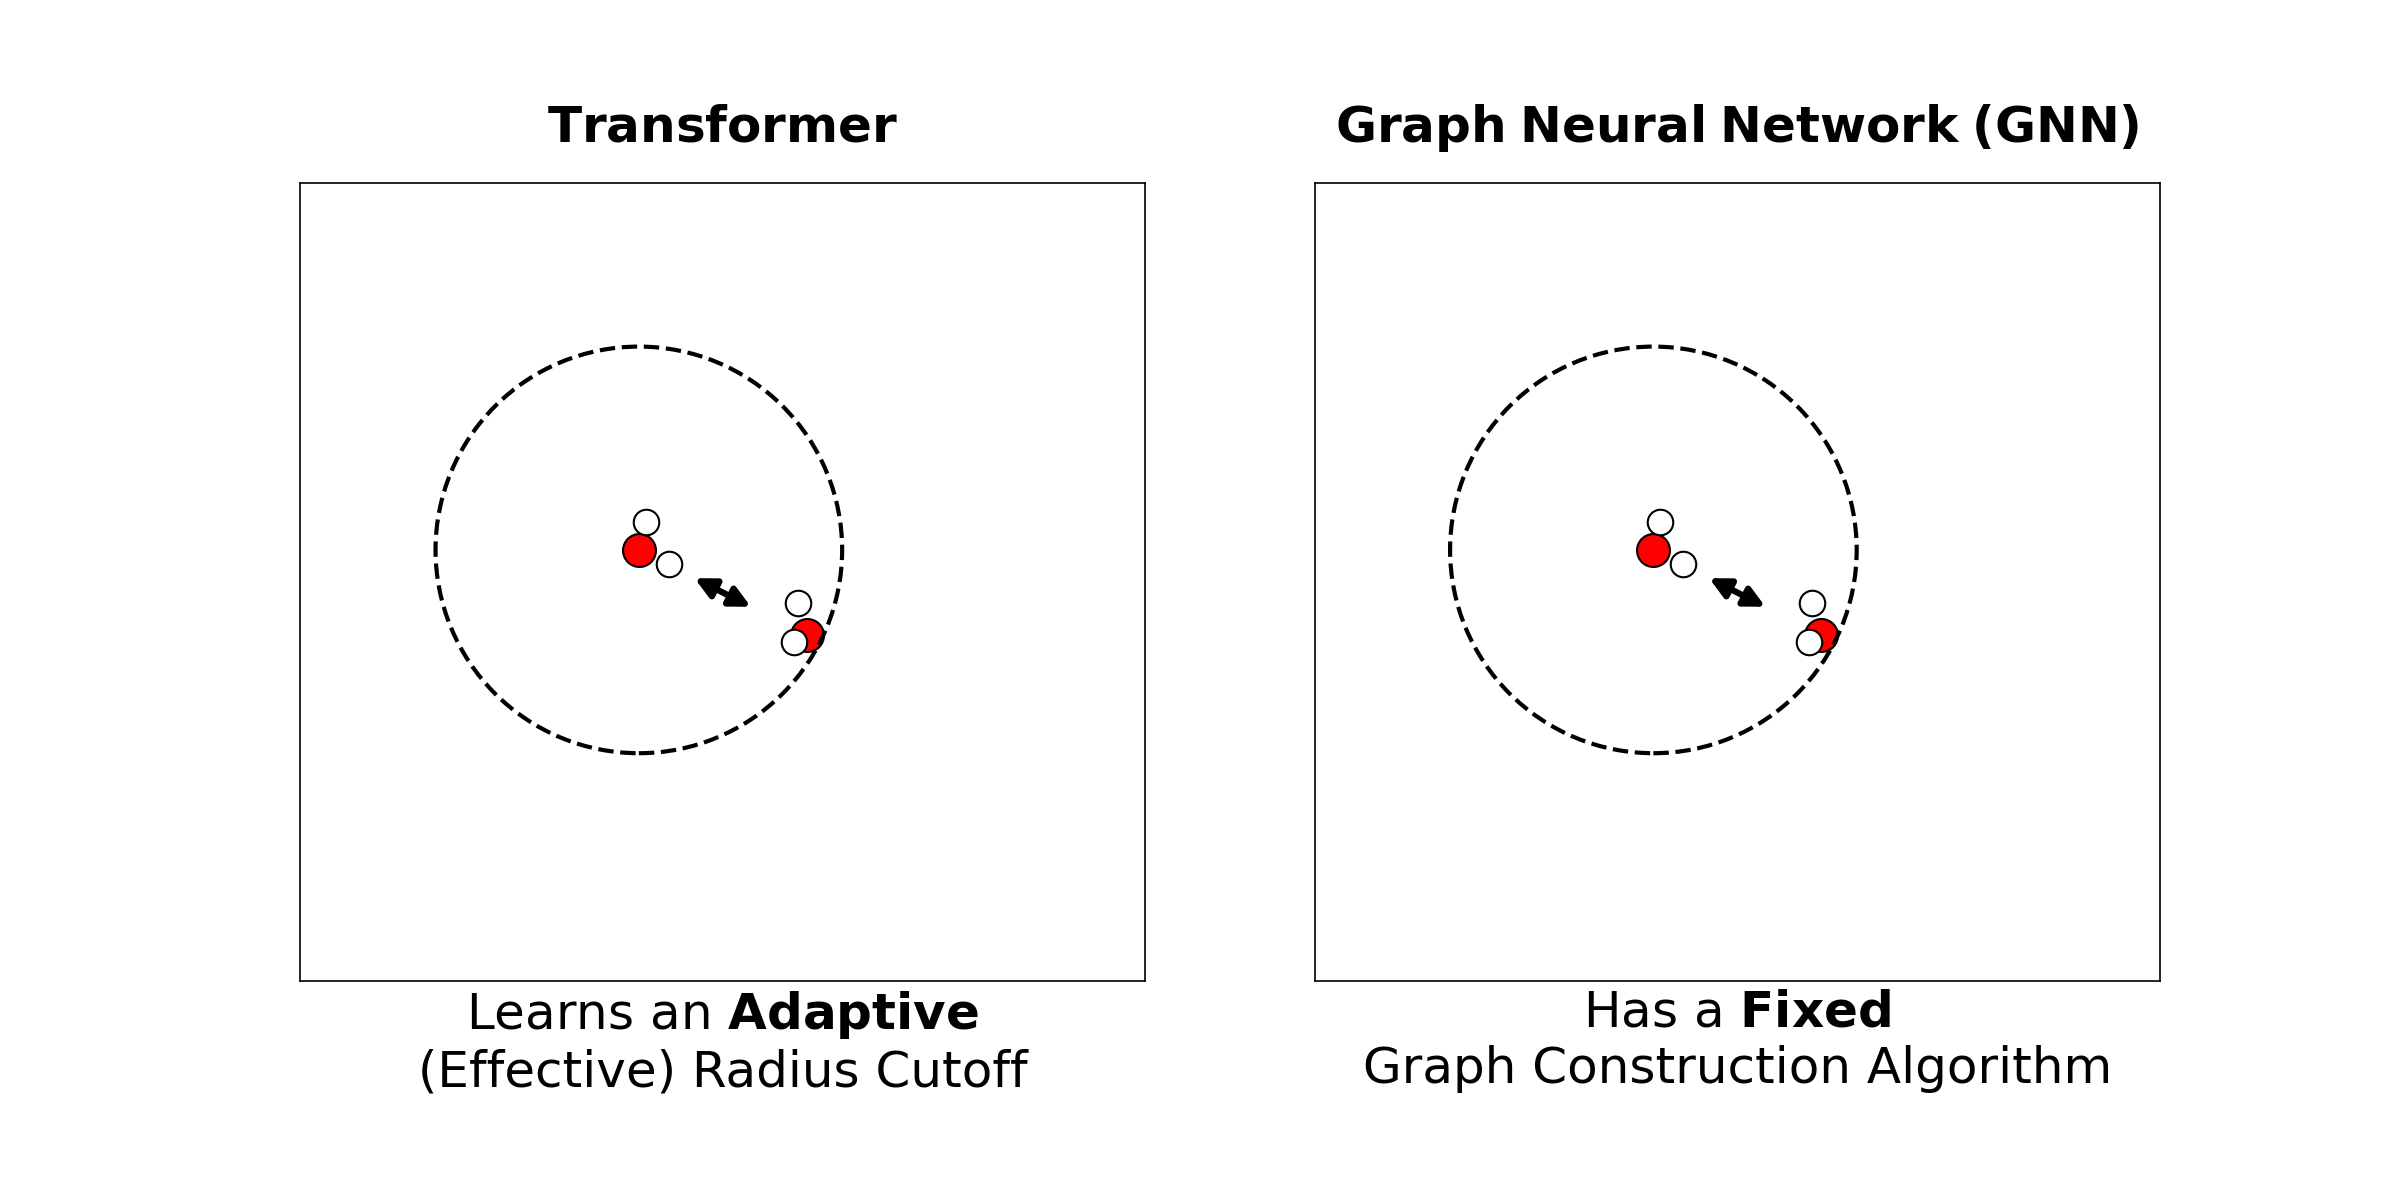 Transformer
Graph Neural Network (GNN)
Learns an Adaptive
(Effective) Radius Cutoff
Has a Fixed
Graph Construction Algorithm